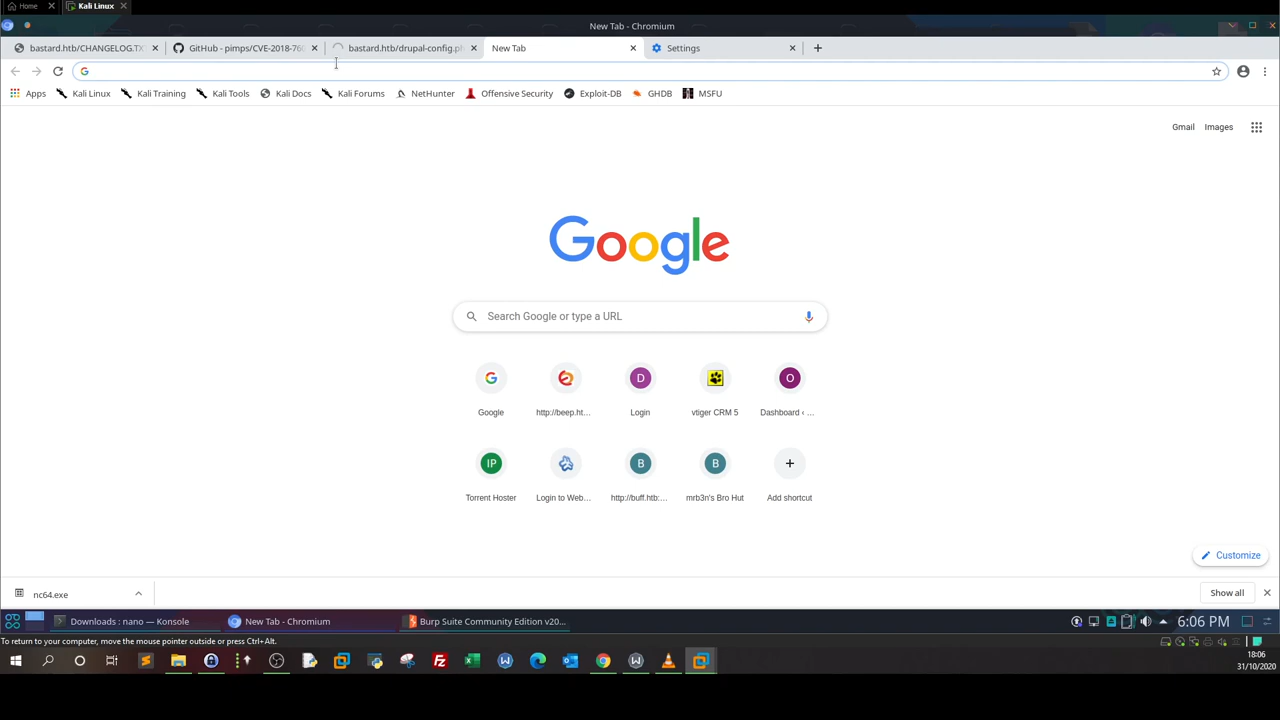 Home
Kali Linux
New Tab - Chromium
bastard.htb/CHANGELOG.TX
GitHub - pimps/CVE-2018-760
bastard.htb/drupal-config.p
New Tab
Settings
Apps
Kali Linux
Kali Training
Kali Tools
Kali Docs
Kali Forums
NetHunter
Offensive Security
Exploit-DB
GHDB
MSFU
Gmail
Images
Google
Search Google or type a URL
Google
http://beep.ht...
D
Login
vtiger CRM 5
O
Dashboard ‹ ...
IP
Torrent Hoster
Login to Web...
B
http://buff.htb:...
B
mrb3n's Bro Hut
Add shortcut
Customize
nc64.exe
Show all
Downloads : nano — Konsole
New Tab - Chromium
Burp Suite Community Edition v20...
6:06 PM
To return to your computer, move the mouse pointer outside or press Ctrl+Alt.
18:06
31/10/2020